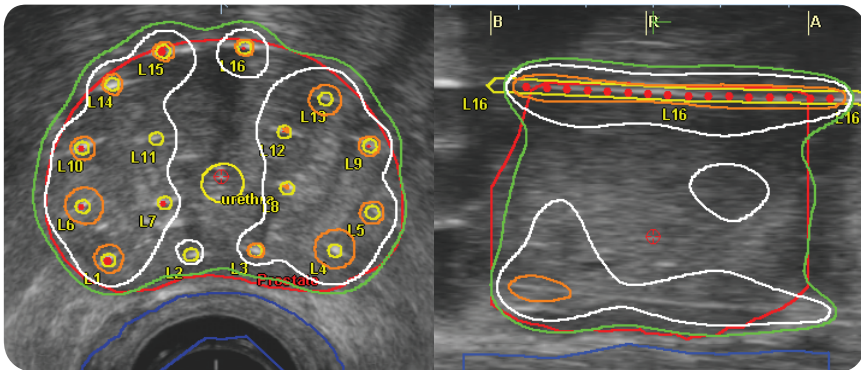 L15
L16
L14
L13
L11
L12
L10
L9
urethra
L8
L6
L7
L5
L1
L2
L3
L4
Prostate
B
R
A
L16
L16
L16